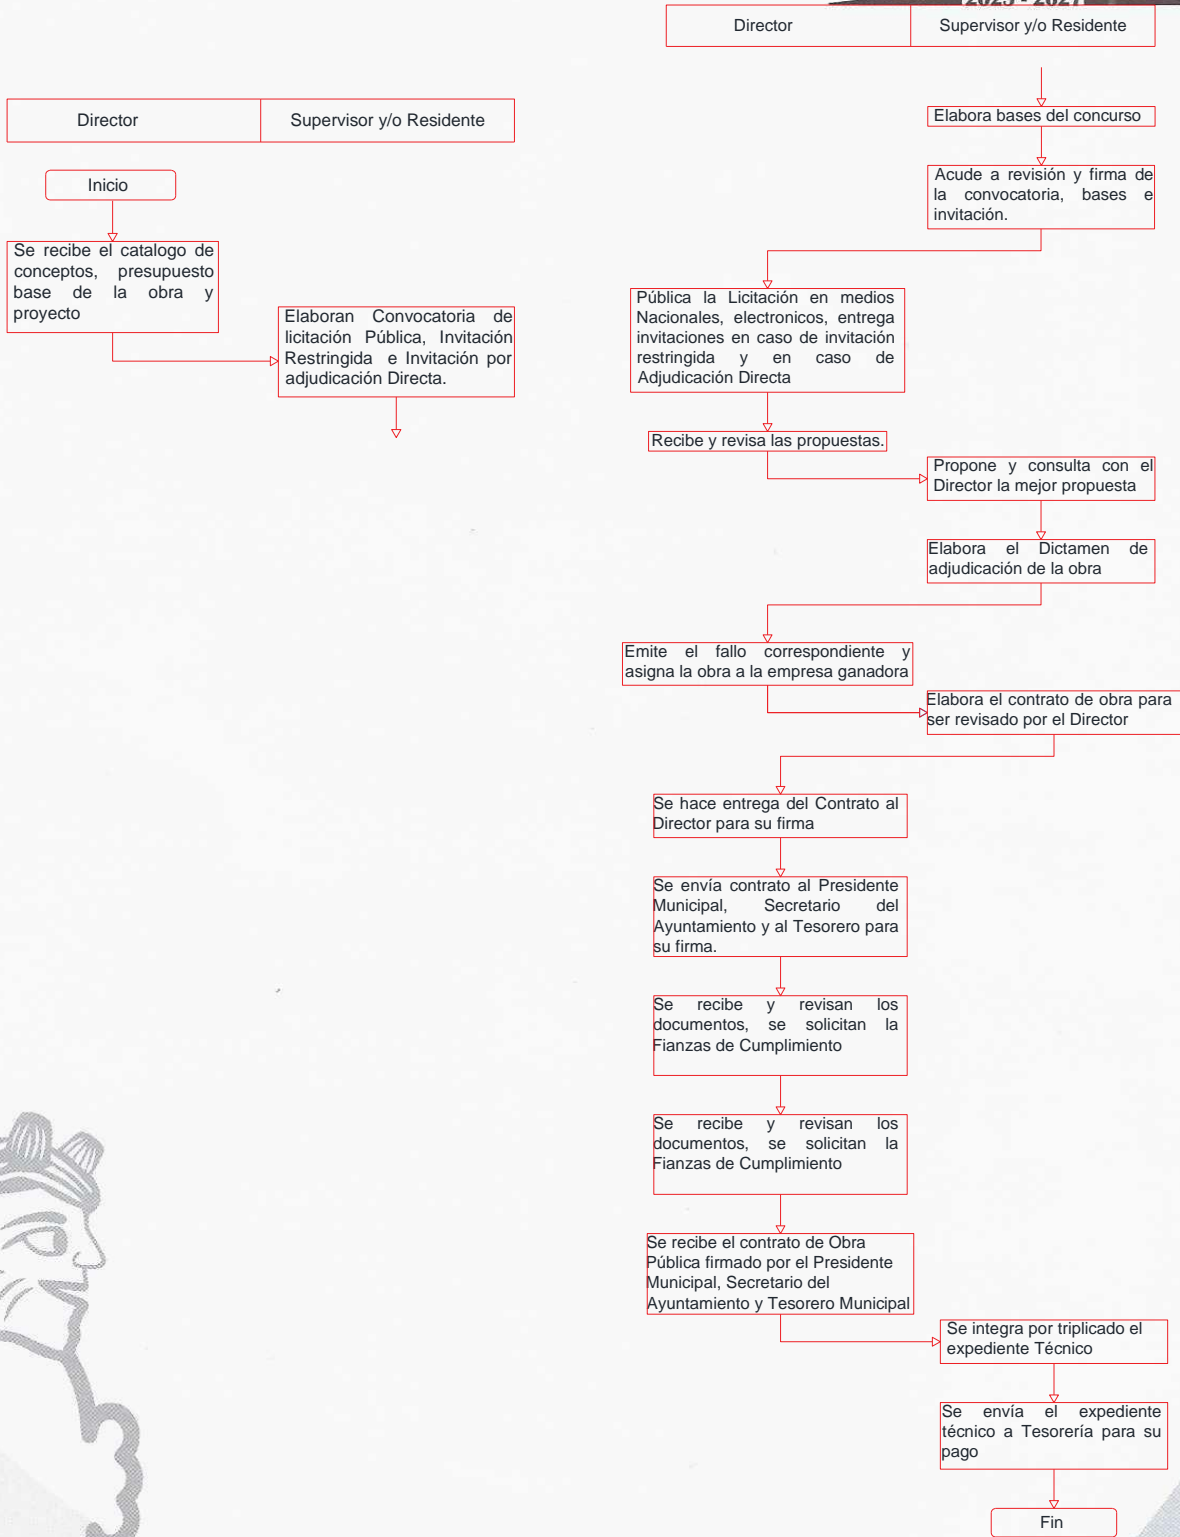 Director
Supervisor y/o Residente
Inicio
Se recibe el catalogo de
conceptos, presupuesto
base de la obra y
proyecto
Elaboran Convocatoria de
licitación Pública, Invitación
Restringida e Invitación por
adjudicación Directa.
2025 - 2027
Director
Supervisor y/o Residente
Elabora bases del concurso
Acude a revisión y firma de
la convocatoria, bases e
invitación.
Pública la Licitación en medios
Nacionales, electronicos, entrega
invitaciones en caso de invitación
restringida y en caso de
Adjudicación Directa
Recibe y revisa las propuestas.
Propone y consulta con el
Director la mejor propuesta
Elabora el Dictamen de
adjudicación de la obra
Emite el fallo correspondiente y
asigna la obra a la empresa ganadora
Elabora el contrato de obra para
ser revisado por el Director
Se hace entrega del Contrato al
Director para su firma
Se envía contrato al Presidente
Municipal, Secretario del
Ayuntamiento y al Tesorero para
su firma.
Se recibe y revisan los
documentos, se solicitan la
Fianzas de Cumplimiento
Se recibe y revisan los
documentos, se solicitan la
Fianzas de Cumplimiento
Se recibe el contrato de Obra
Pública firmado por el Presidente
Municipal, Secretario del
Ayuntamiento y Tesorero Municipal
Se integra por triplicado el
expediente Técnico
Se envía el expediente
técnico a Tesorería para su
pago
Fin